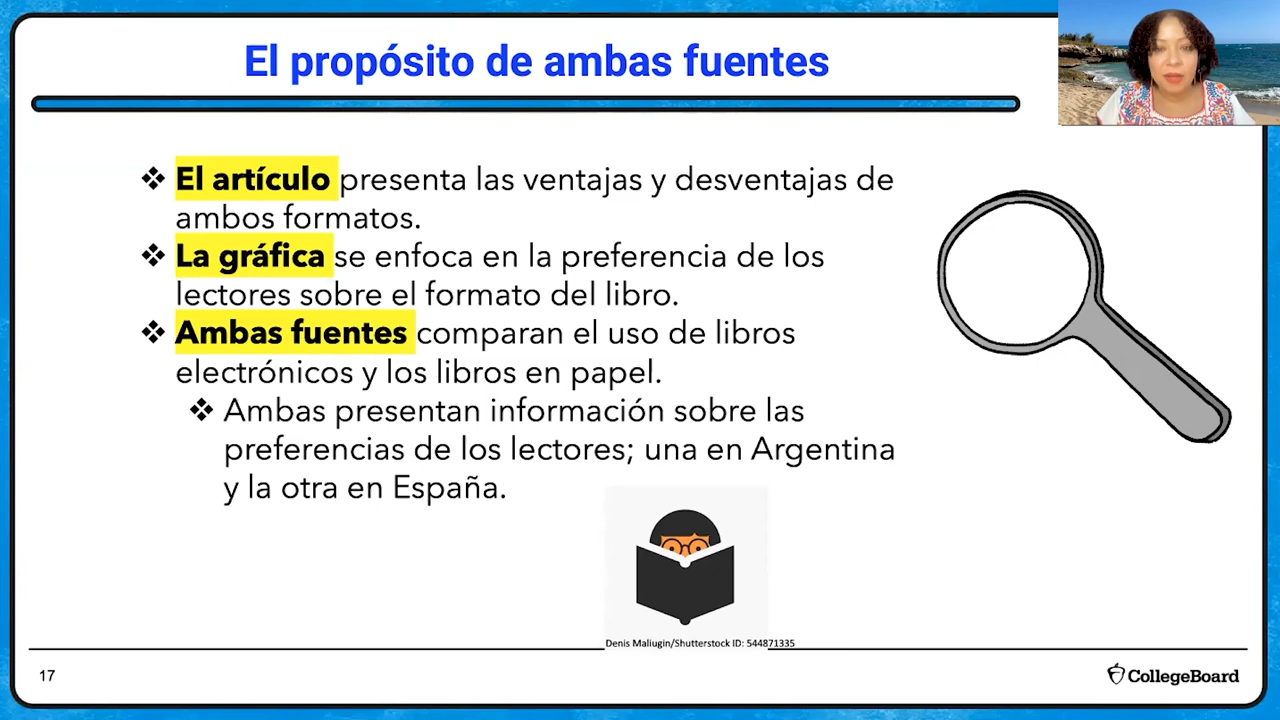 El propósito de ambas fuentes
❖ El artículo presenta las ventajas y desventajas de
ambos formatos.
❖ La gráfica se enfoca en la preferencia de los
lectores sobre el formato del libro.
❖ Ambas fuentes comparan el uso de libros
electrónicos y los libros en papel.
❖ Ambas presentan información sobre las
preferencias de los lectores; una en Argentina
y la otra en España.
Denis Maliugin/Shutterstock ID: 544871335
17
CollegeBoard